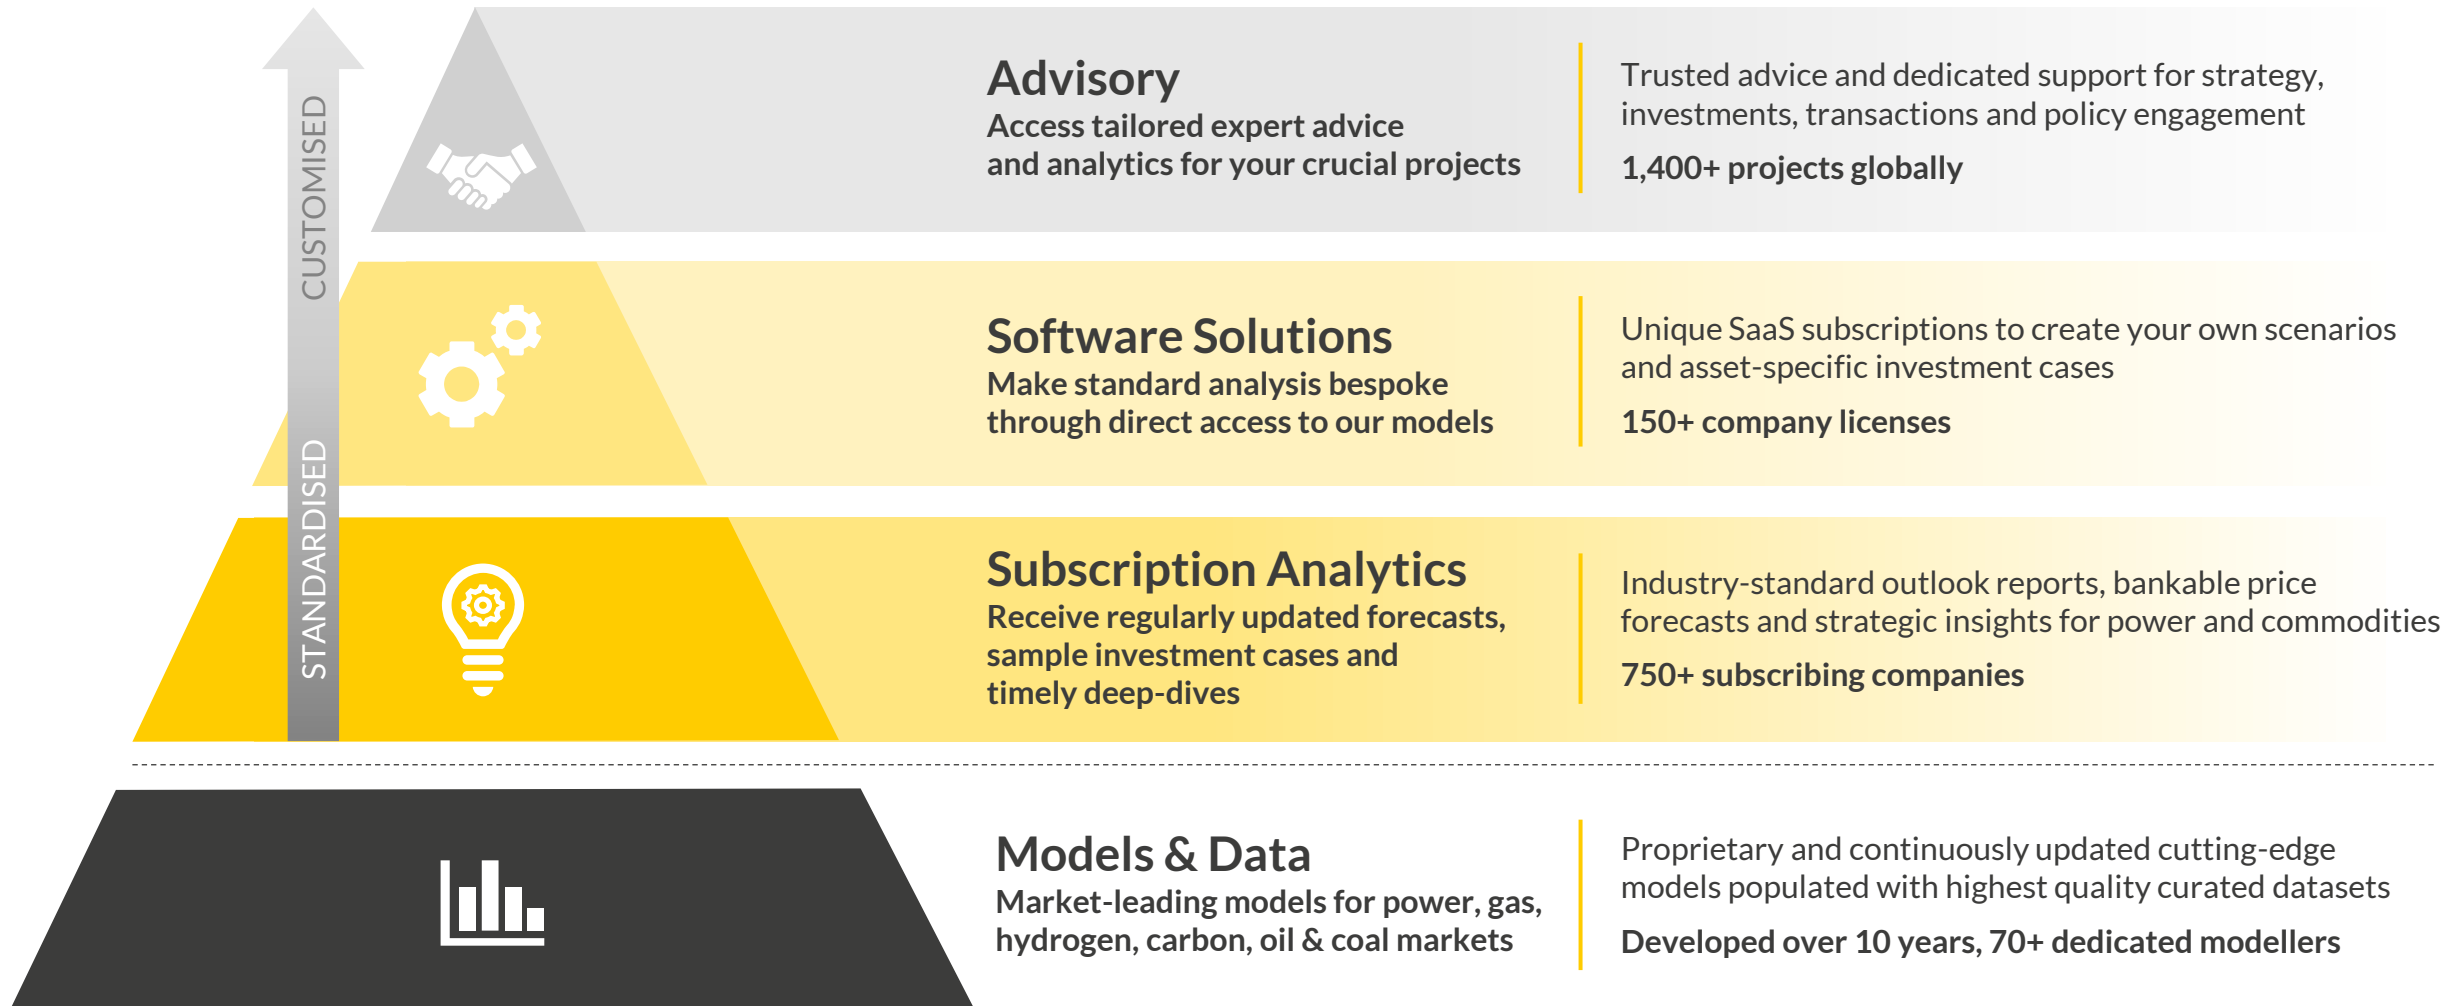 CUSTOMISED
STANDARDISED
Advisory
Access tailored expert advice
and analytics for your crucial projects
Trusted advice and dedicated support for strategy,
investments, transactions and policy engagement
1,400+ projects globally
Software Solutions
Make standard analysis bespoke
through direct access to our models
Unique SaaS subscriptions to create your own scenarios
and asset-specific investment cases
150+ company licenses
Subscription Analytics
Receive regularly updated forecasts,
sample investment cases and
timely deep-dives
Industry-standard outlook reports, bankable price
forecasts and strategic insights for power and commodities
750+ subscribing companies
Models & Data
Market-leading models for power, gas,
hydrogen, carbon, oil & coal markets
Proprietary and continuously updated cutting-edge
models populated with highest quality curated datasets
Developed over 10 years, 70+ dedicated modellers